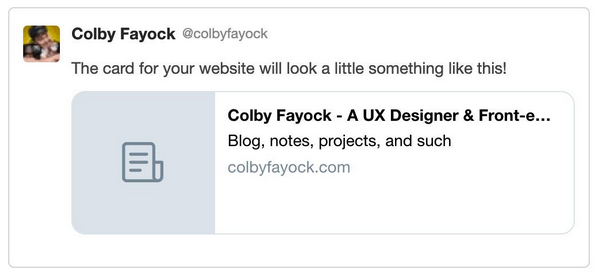 Colby Fayock @colbyfayock
The card for your website will look a little something like this!
Colby Fayock - A UX Designer & Front-e...
Blog, notes, projects, and such
colbyfayock.com